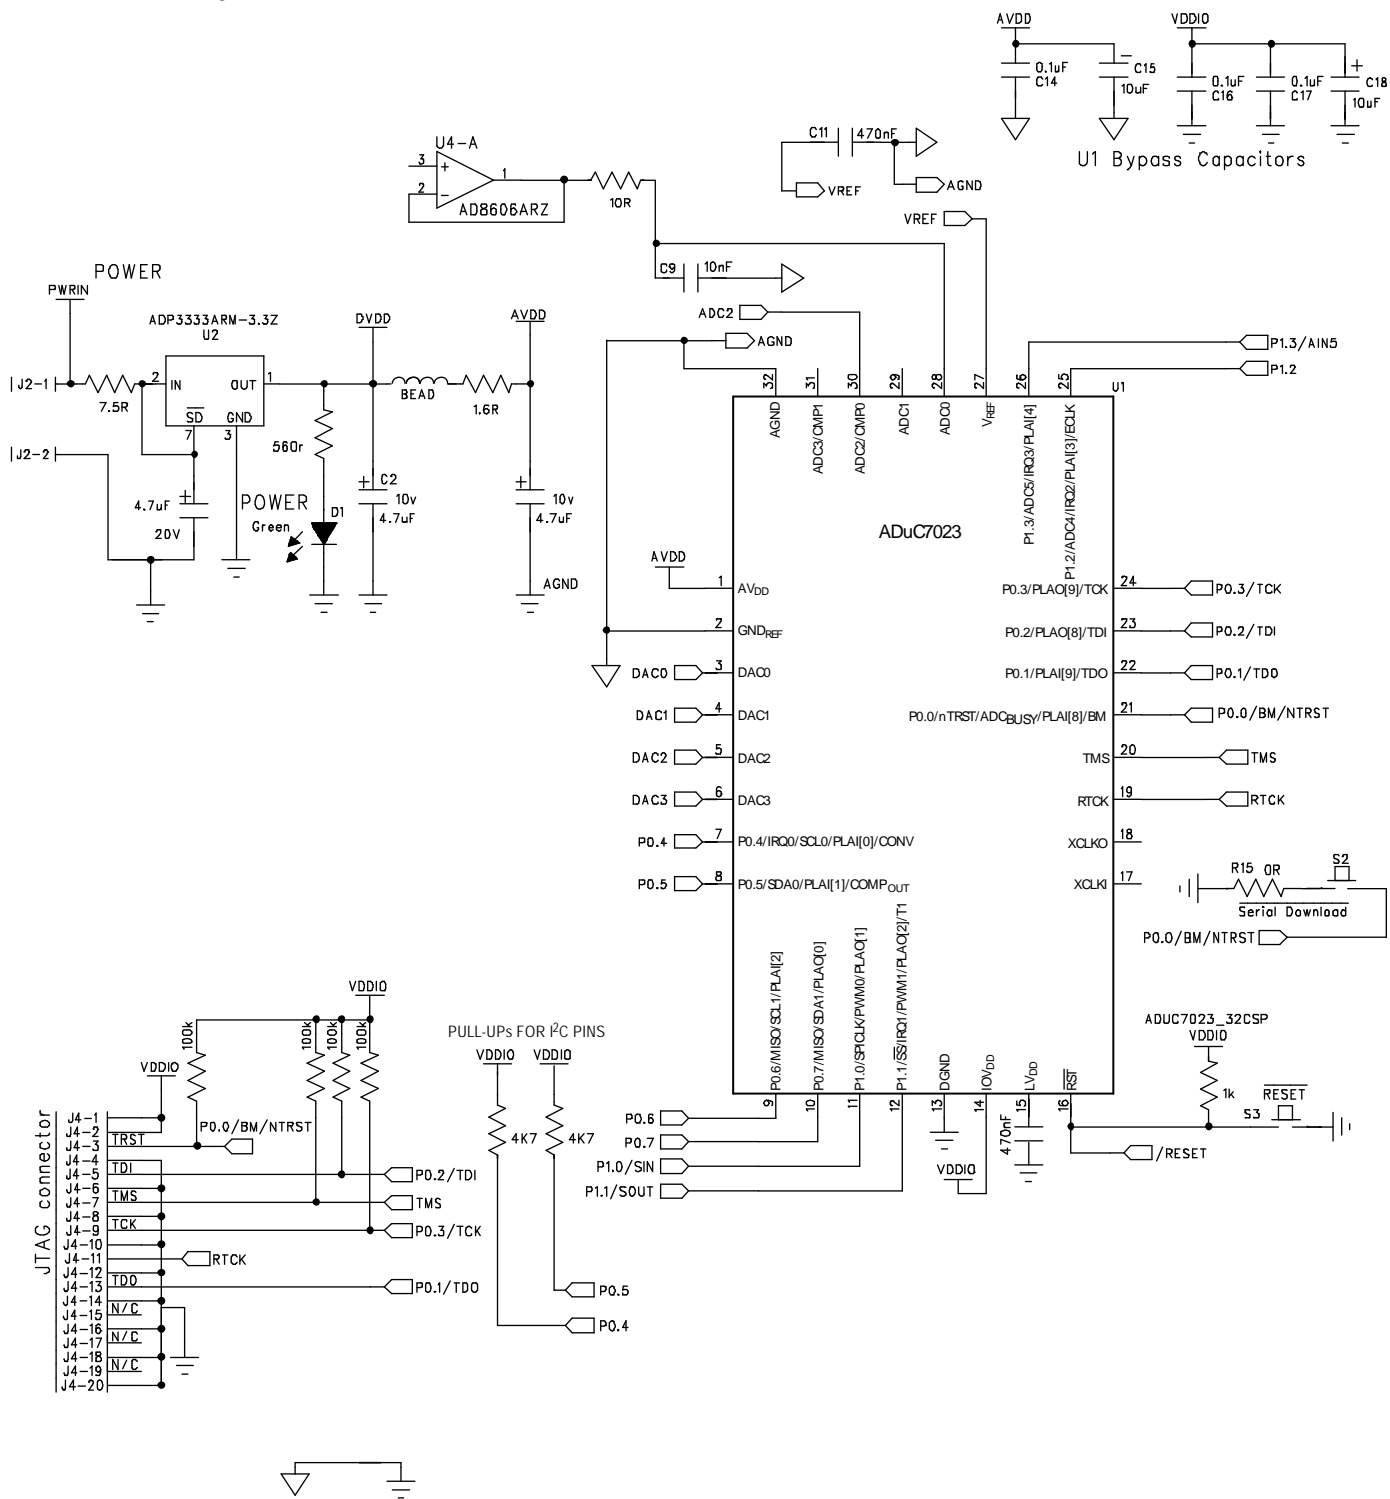 AVDD
VDDIO
0.1uF
C14
C15
10uF
0.1uF
C16
0.1uF
C17
C18
10uF
U1 Bypass Capacitors
C11
470nF
VREF
AGND
VREF
U4-A
3
+
2
-
1
AD8606ARZ
10R
C9
10nF
POWER
PWRIN
ADP3333ARM-3.3Z
U2
DVDD
AVDD
J2-1
7.5R
2
IN
OUT
1
SD
GND
7
3
BEAD
1.6R
J2-2
560r
4.7uF
20V
POWER
Green
D1
C2
10v
4.7uF
10v
4.7uF
AGND
ADC2
AGND
P1.3/AIN5
P1.2
U1
32
31
30
29
28
27
26
25
AGND
ADC3/CMP1
ADC2/CMP0
ADC1
ADC0
VREF
P1.3/ADC5/IRQ3/PLAI[4]
P1.2/ADC4/IRQ2/PLAI[3]/ECLK
ADuC7023
AVDD
1
AVDD
2
GNDREF
DAC0
3
DAC0
DAC1
4
DAC1
DAC2
5
DAC2
DAC3
6
DAC3
P0.4
7
P0.4/IRQ0/SCL0/PLAI[0]/CONV
P0.5
8
P0.5/SDA0/PLAI[1]/COMPOUT
P0.3/PLAO[9]/TCK
24
P0.3/TCK
P0.2/PLAO[8]/TDI
23
P0.2/TDI
P0.1/PLAI[9]/TDO
22
P0.1/TDO
P0.0/nTRST/ADCBUSY/PLAI[8]/BM
21
P0.0/BM/NTRST
TMS
20
TMS
RTCK
19
RTCK
XCLKO
18
XCLKI
17
P0.6/MISO/SCL1/PLAI[2]
P0.7/MISO/SDA1/PLAO[0]
P1.0/SPICLK/PWM0/PLAO[1]
P1.1/SS/IRQ1/PWM1/PLAO[2]/T1
DGND
IOVDD
LVDD
RST
9
10
11
12
13
14
15
16
P0.6
P0.7
P1.0/SIN
P1.1/SOUT
VDDIO
470nF
/RESET
R15
0R
S2
Serial Download
P0.0/BM/NTRST
ADUC7023_32CSP
VDDIO
1k
S3
RESET
VDDIO
100k
100k
100k
100k
VDDIO
JTAG connector
J4-1
J4-2
J4-3
TRST
P0.0/BM/NTRST
J4-4
J4-5
TDI
P0.2/TDI
J4-6
J4-7
TMS
TMS
J4-8
J4-9
TCK
P0.3/TCK
J4-10
J4-11
RTCK
J4-12
J4-13
TDO
P0.1/TDO
J4-14
J4-15
N/C
J4-16
J4-17
N/C
J4-18
J4-19
N/C
J4-20
PULL-UPs FOR I2C PINS
VDDIO
VDDIO
4K7
4K7
P0.5
P0.4